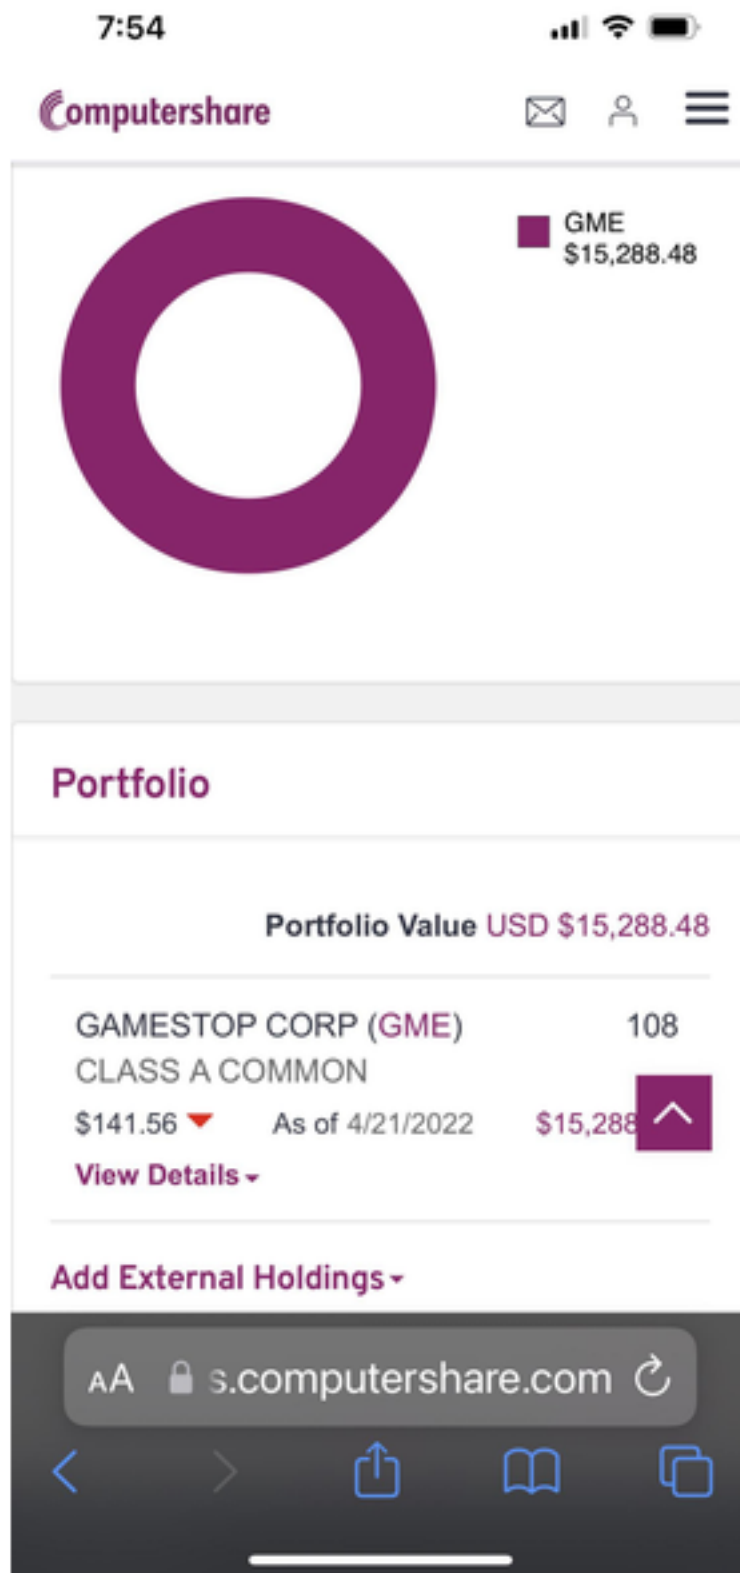 7:54
Computershare
GME
$15,288.48
Portfolio
Portfolio Value USD $15,288.48
GAMESTOP CORP (GME) 108
CLASS A COMMON
$141.56 As of 4/21/2022 $15,288
View Details
Add External Holdings
AA s.computershare.com